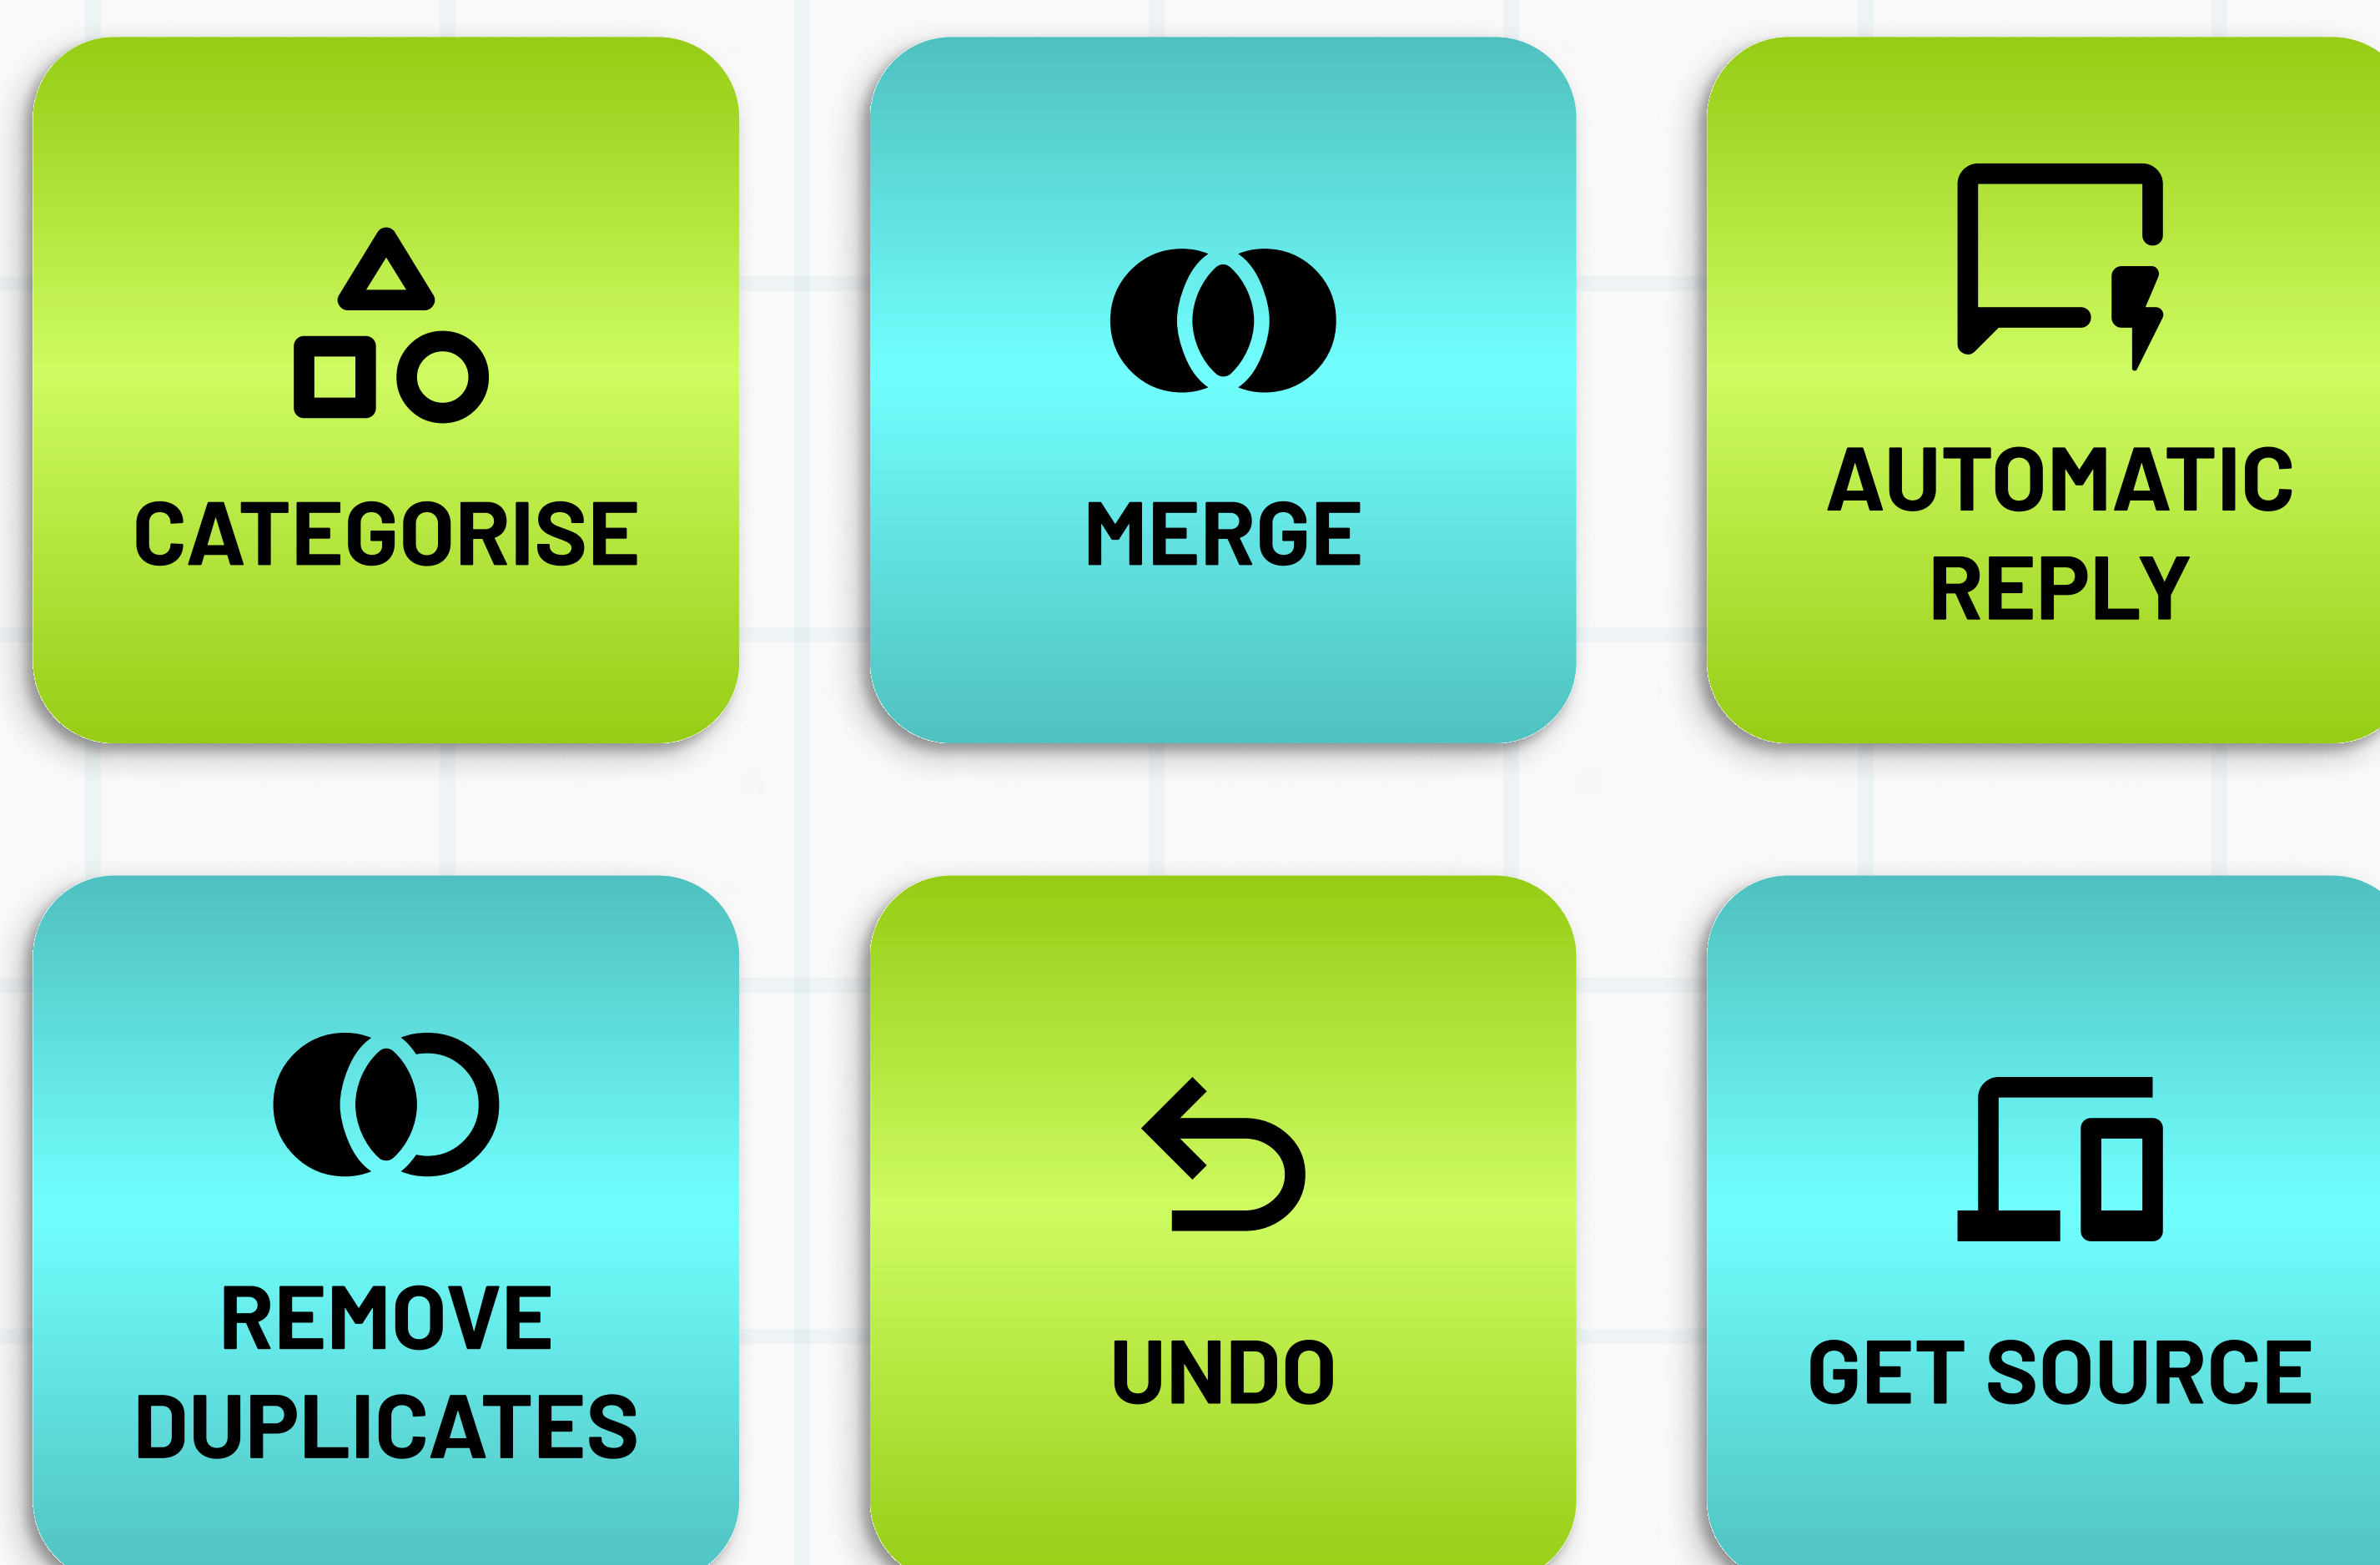 CATEGORISE
MERGE
AUTOMATIC
REPLY
REMOVE
DUPLICATES
UNDO
GET SOURCE